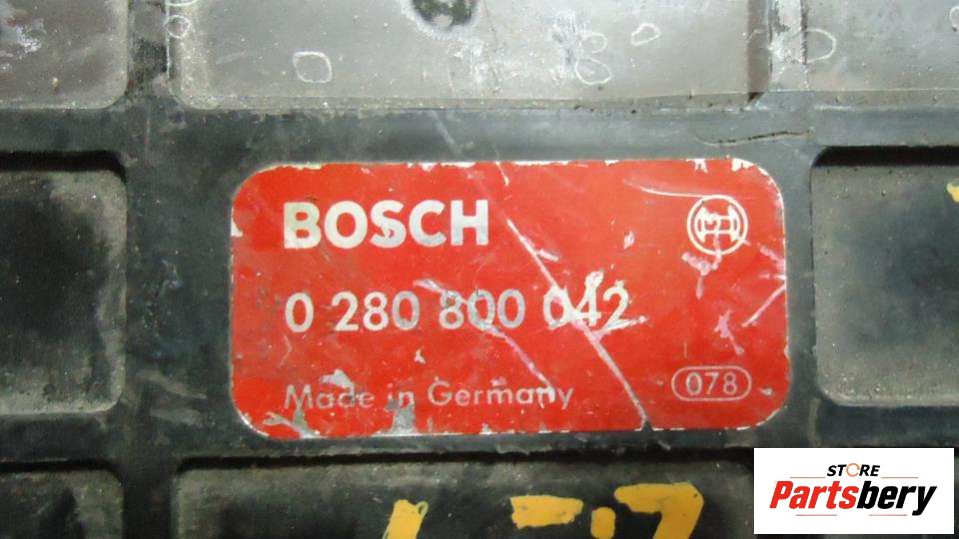 BOSCH
0 280 800 042
Made in Germany
078
STORE
Partsbery